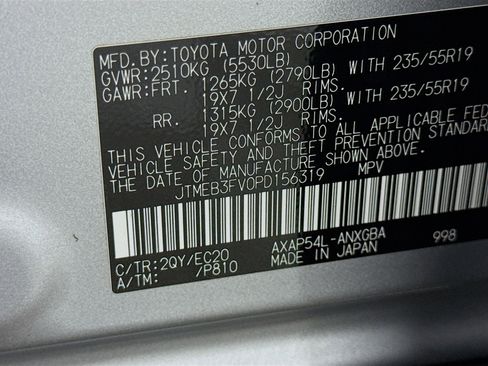 MFD.BY:TOYOTA MOTOR CORPORATION
GVWR:2510KG (5530LB)
GAWR:FRT. 1265KG (2790LB) WITH 235/55R19
19X7 1/2J RIMS.
RR. 1315KG (2900LB) WITH 235/55R19
19X7 1/2J RIMS.
THIS VEHICLE CONFORMS TO ALL APPLICABLE FED
VEHICLE SAFETY AND THEFT PREVENTION STANDARD
DATE OF MANUFACTURE SHOWN ABOVE.
JTMEB3FV0PD156319 MPV
C/TR:2QY/EC20 AXAP54L-ANXGBA 998
A/TM: /P810 MADE IN JAPAN